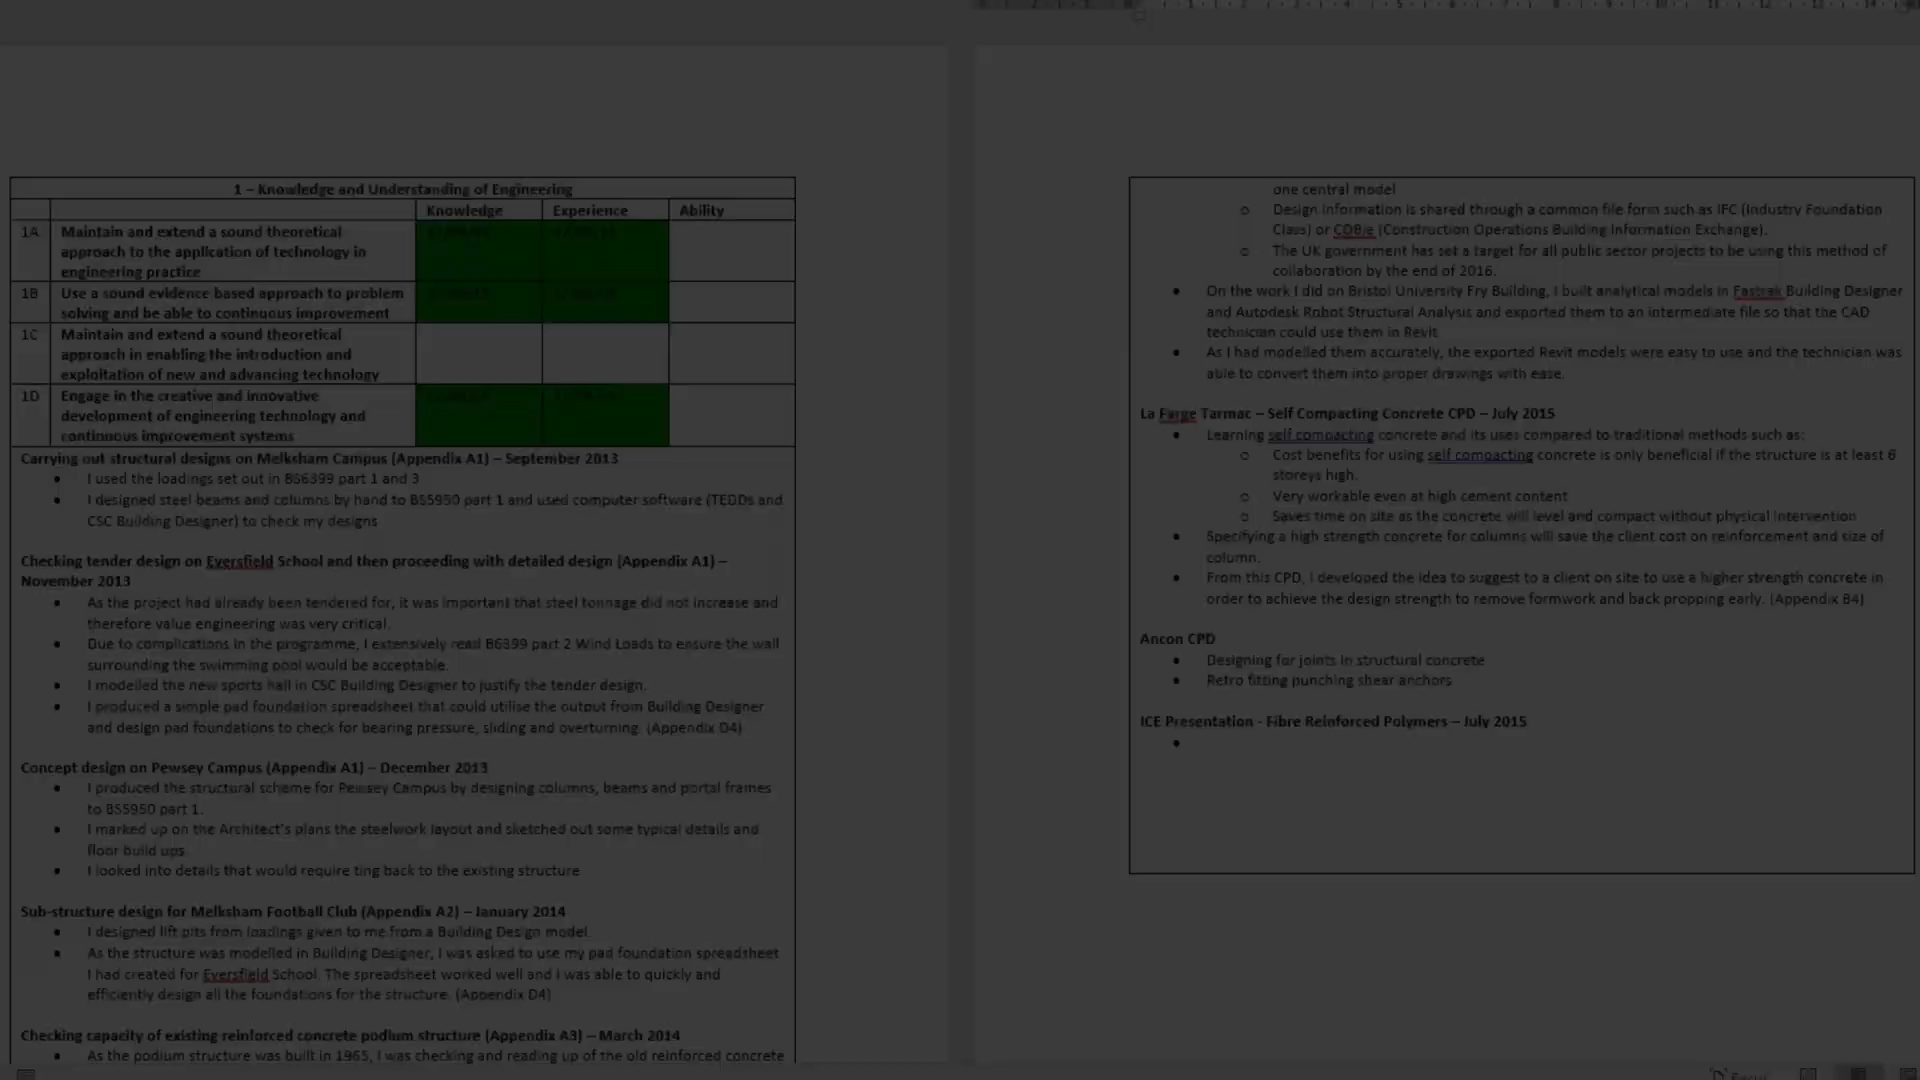 1 – Knowledge and Understanding of Engineering
Knowledge Experience Ability
1A Maintain and extend a sound theoretical
approach to the application of technology in
engineering practice
1B Use a sound evidence based approach to problem
solving and be able to continuous improvement
1C Maintain and extend a sound theoretical
approach in enabling the introduction and
exploitation of new and advancing technology
1D Engage in the creative and innovative
development of engineering technology and
continuous improvement systems
Carrying out structural designs on Melksham Campus (Appendix A1) – September 2013
• I used the loadings set out in BS6399 part 1 and 3
• I designed steel beams and columns by hand to BS5950 part 1 and used computer software (TEDDs and
CSC Building Designer) to check my designs
Checking tender design on Eversfield School and then proceeding with detailed design (Appendix A1) –
November 2013
• As the project had already been tendered for, it was important that steel tonnage did not increase and
therefore value engineering was very critical.
• Due to complications in the programme, I extensively read B6399 part 2 Wind Loads to ensure the wall
surrounding the swimming pool would be acceptable.
• I modelled the new sports hall in CSC Building Designer to justify the tender design.
• I produced a simple pad foundation spreadsheet that could utilise the output from Building Designer
and design pad foundations to check for bearing pressure, sliding and overturning. (Appendix D4)
Concept design on Pewsey Campus (Appendix A1) – December 2013
• I produced the structural scheme for Pewsey Campus by designing columns, beams and portal frames
to BS5950 part 1.
• I marked up on the Architect's plans the steelwork layout and sketched out some typical details and
floor build ups.
• I looked into details that would require ting back to the existing structure
Sub-structure design for Melksham Football Club (Appendix A2) – January 2014
• I designed lift pits from loadings given to me from a Building Design model.
• As the structure was modelled in Building Designer, I was asked to use my pad foundation spreadsheet
I had created for Eversfield School. The spreadsheet worked well and I was able to quickly and
efficiently design all the foundations for the structure. (Appendix D4)
Checking capacity of existing reinforced concrete podium structure (Appendix A3) – March 2014
• As the podium structure was built in 1965, I was checking and reading up of the old reinforced concrete
one central model
o Design information is shared through a common file form such as IFC (Industry Foundation
Class) or COBie (Construction Operations Building Information Exchange).
o The UK government has set a target for all public sector projects to be using this method of
collaboration by the end of 2016.
• On the work I did on Bristol University Fry Building, I built analytical models in Fastrak Building Designer
and Autodesk Robot Structural Analysis and exported them to an intermediate file so that the CAD
technician could use them in Revit
• As I had modelled them accurately, the exported Revit models were easy to use and the technician was
able to convert them into proper drawings with ease.
La Farge Tarmac – Self Compacting Concrete CPD – July 2015
• Learning self compacting concrete and its uses compared to traditional methods such as:
o Cost benefits for using self compacting concrete is only beneficial if the structure is at least 6
storeys high.
o Very workable even at high cement content
o Saves time on site as the concrete will level and compact without physical intervention
• Specifying a high strength concrete for columns will save the client cost on reinforcement and size of
column.
• From this CPD, I developed the idea to suggest to a client on site to use a higher strength concrete in
order to achieve the design strength to remove formwork and back propping early. (Appendix B4)
Ancon CPD
• Designing for joints in structural concrete
• Retro fitting punching shear anchors
ICE Presentation - Fibre Reinforced Polymers – July 2015
•